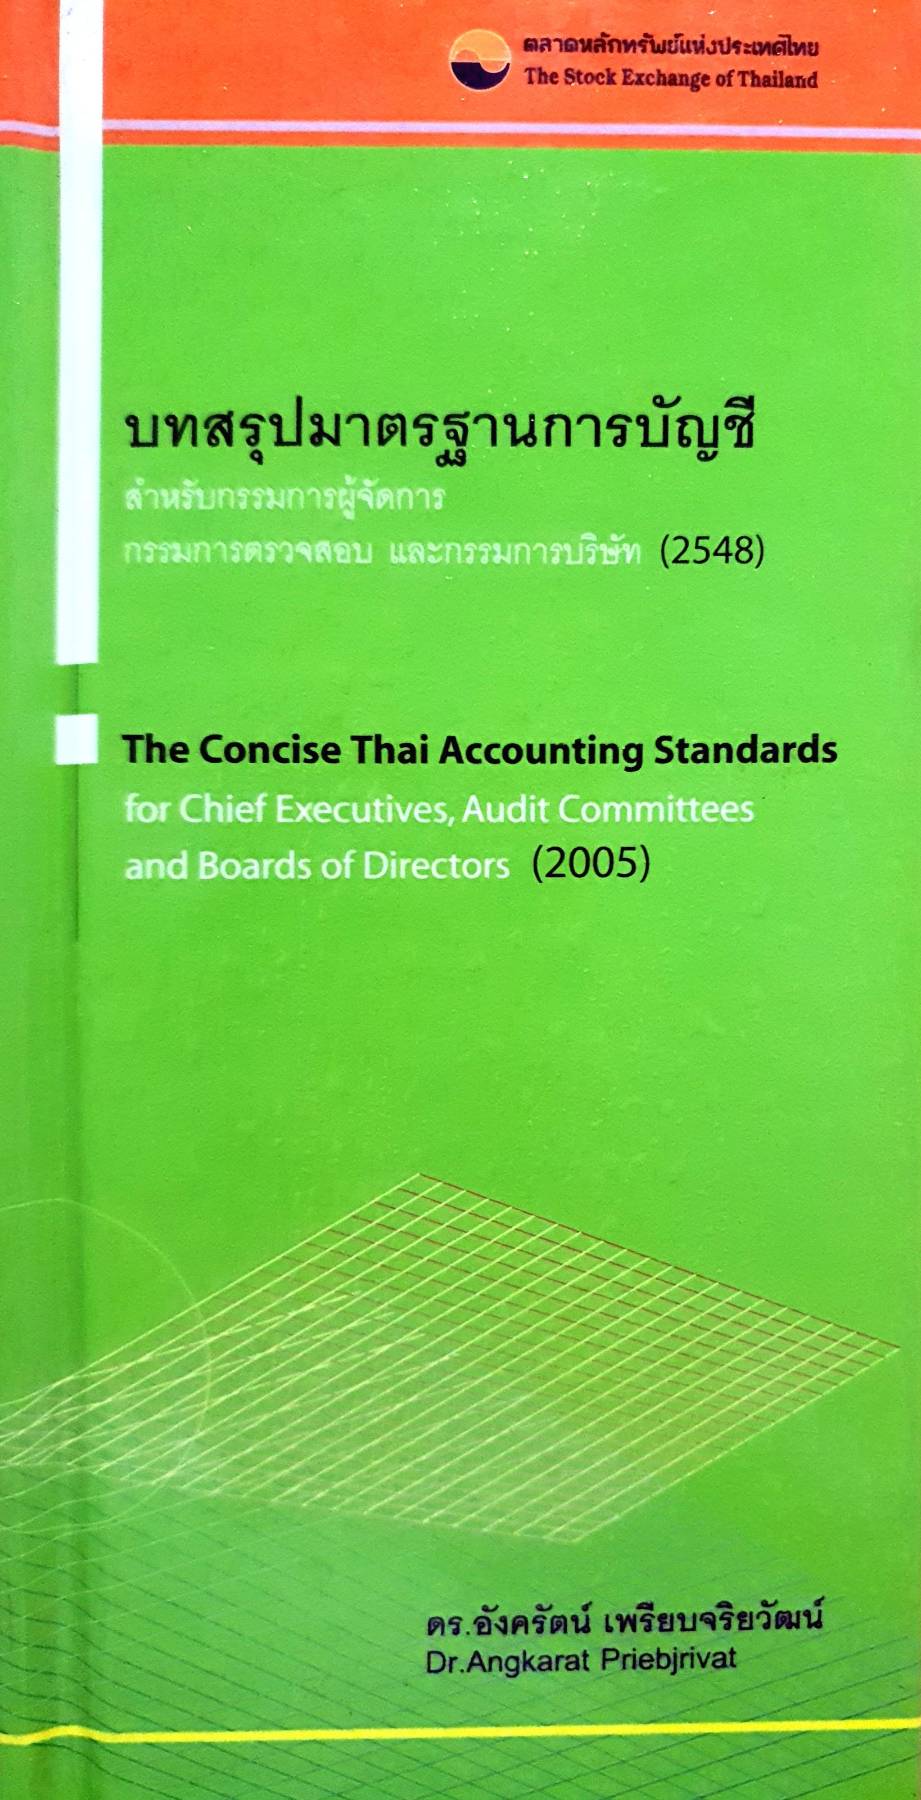 ตลาดหลักทรัพย์แห่งประเทศไทย
The Stock Exchange of Thailand
บทสรุปมาตรฐานการบัญชี
สำหรับกรรมการผู้จัดการ
กรรมการตรวจสอบ และกรรมการบริษัท (2548)
The Concise Thai Accounting Standards
for Chief Executives, Audit Committees
and Boards of Directors (2005)
ดร.อังครัตน์ เพรียบจริยวัฒน์
Dr.Angkarat Priebjrivat